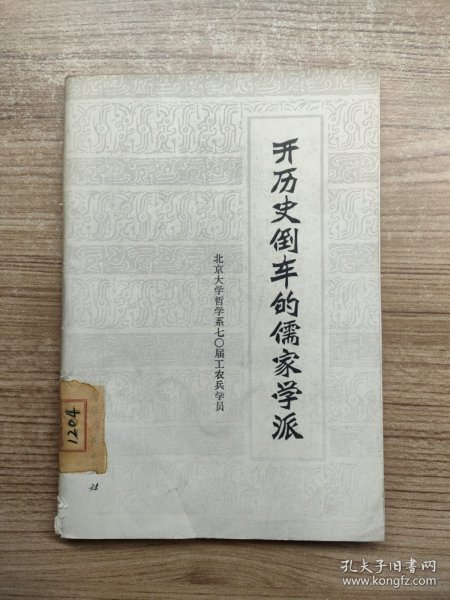 开历史倒车的儒家学派
北京大学哲学系七〇届工农兵学员
1204
社
孔夫子旧书网
www.kongfz.com